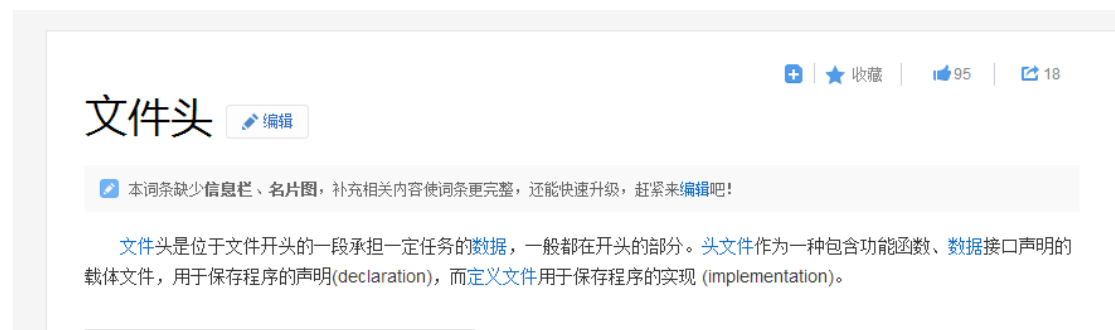 收藏 95 18
文件头 编辑
本词条缺少信息栏、名片图，补充相关内容使词条更完整，还能快速升级，赶紧来编辑吧！
文件头是位于文件开头的一段承担一定任务的数据，一般都在开头的部分。头文件作为一种包含功能函数、数据接口声明的
载体文件，用于保存程序的声明(declaration)，而定义文件用于保存程序的实现 (implementation)。